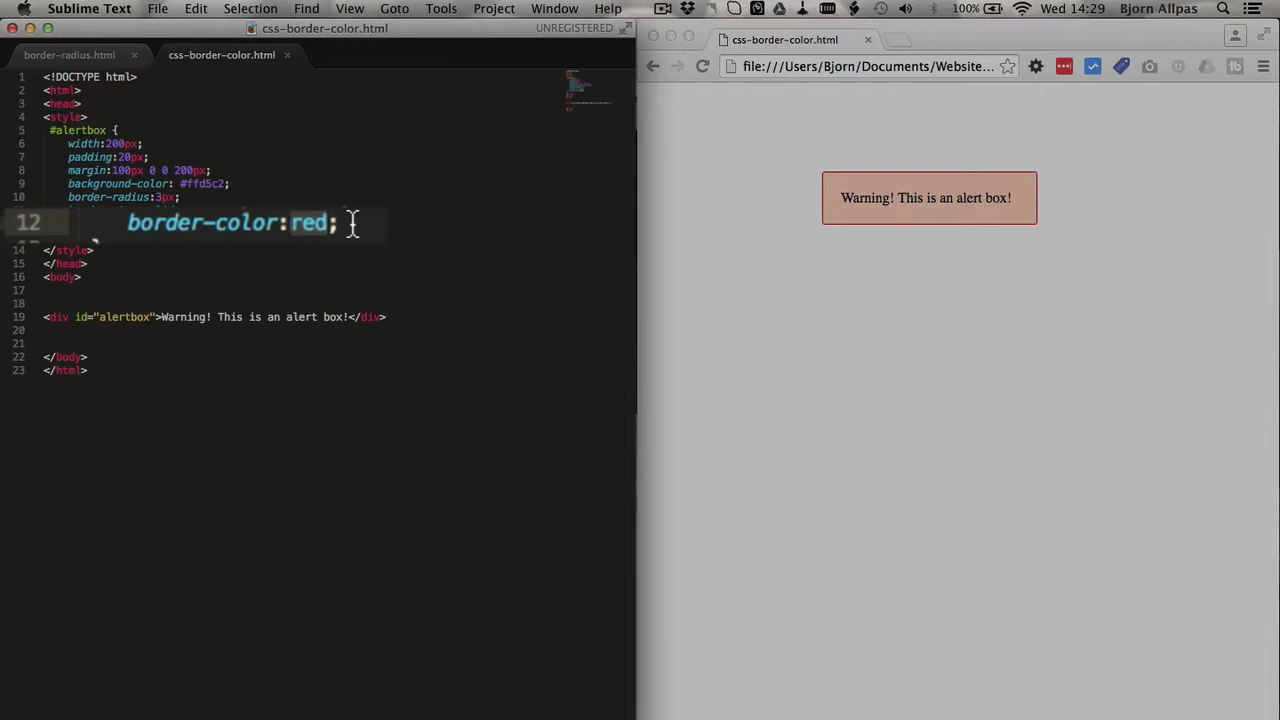 Sublime Text File Edit Selection Find View Goto Tools Project Window Help 100% Wed 14:29 Bjorn Allpas
css-border-color.html UNREGISTERED
border-radius.html × css-border-color.html ×
1 <!DOCTYPE html>
2 <html>
3 <head>
4 <style>
5 #alertbox {
6 width:200px;
7 padding:20px;
8 margin:100px 0 0 200px;
9 background-color: #ffd5c2;
10 border-radius:3px;
12 border-color:red;
14 </style>
15 </head>
16 <body>
17
18
19 <div id="alertbox">Warning! This is an alert box!</div>
20
21
22 </body>
23 </html>
css-border-color.html ×
file:///Users/Bjorn/Documents/Website...
Warning! This is an alert box!